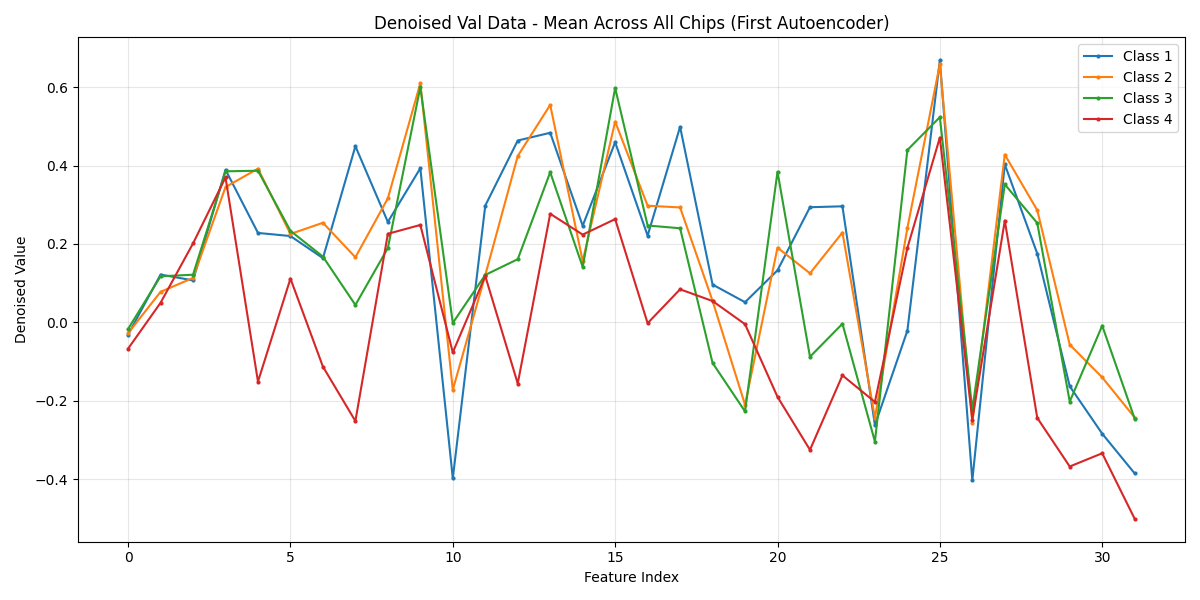 Denoised Val Data - Mean Across All Chips (First Autoencoder)
Class 1
Class 2
Class 3
Class 4
Denoised Value
0.6
0.4
0.2
0.0
−0.2
−0.4
0 5 10 15 20 25 30
Feature Index